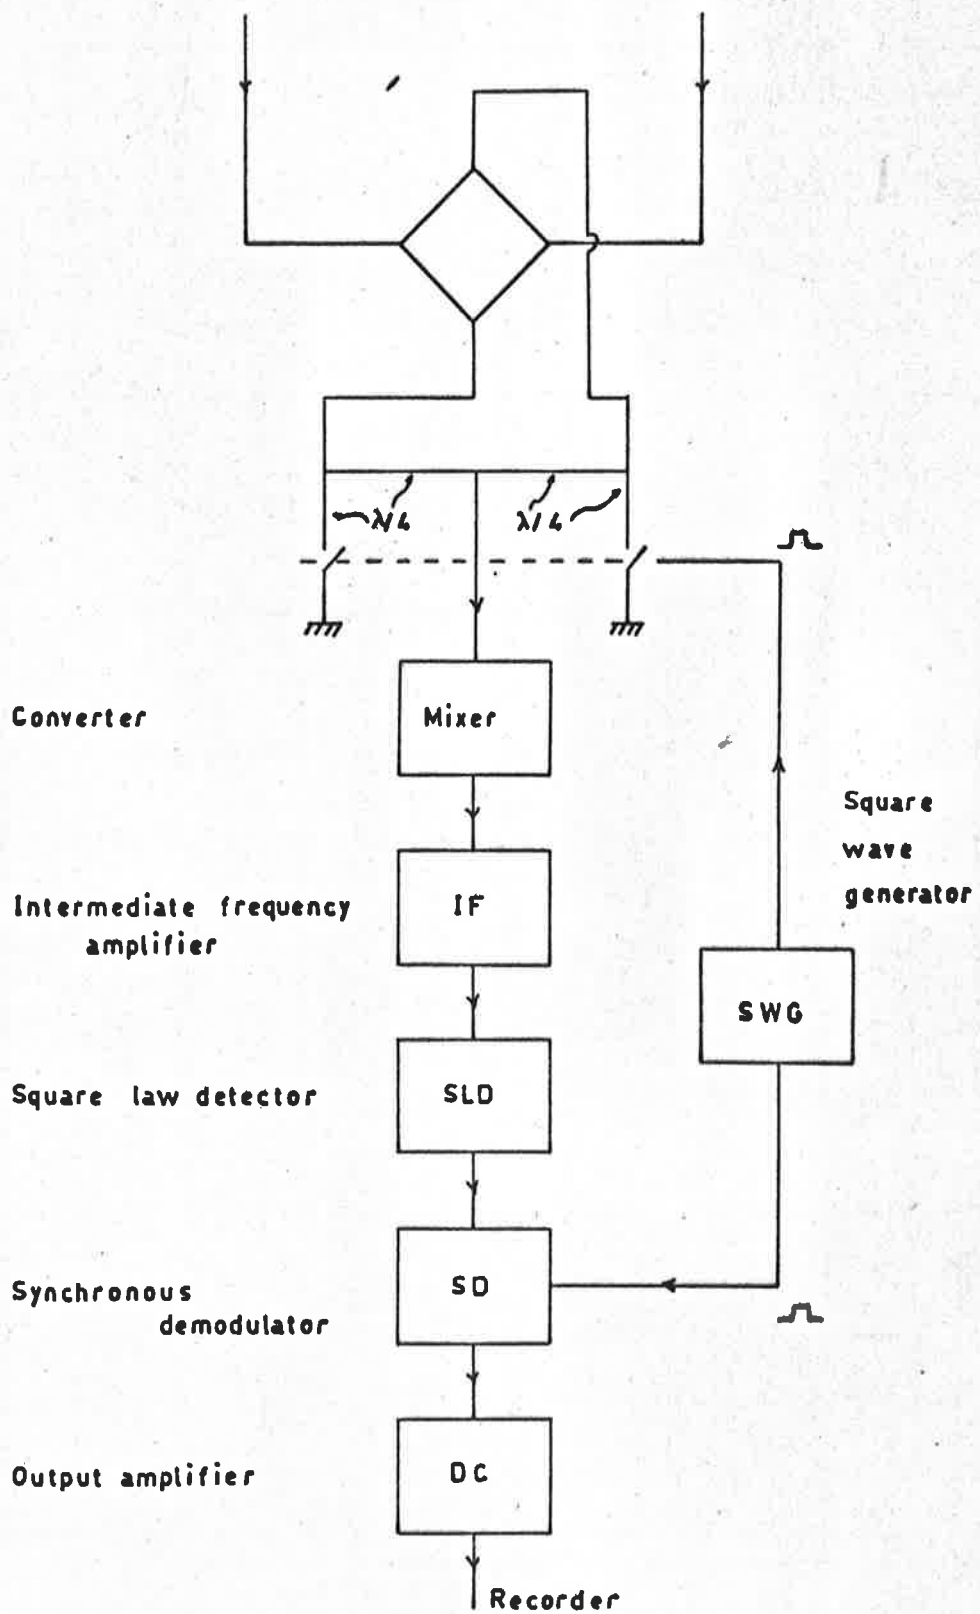 λ/4 λ/4
Converter
Mixer
Square
wave
generator
Intermediate frequency
amplifier
IF
SWG
Square law detector
SLD
Synchronous
demodulator
SD
Output amplifier
DC
Recorder